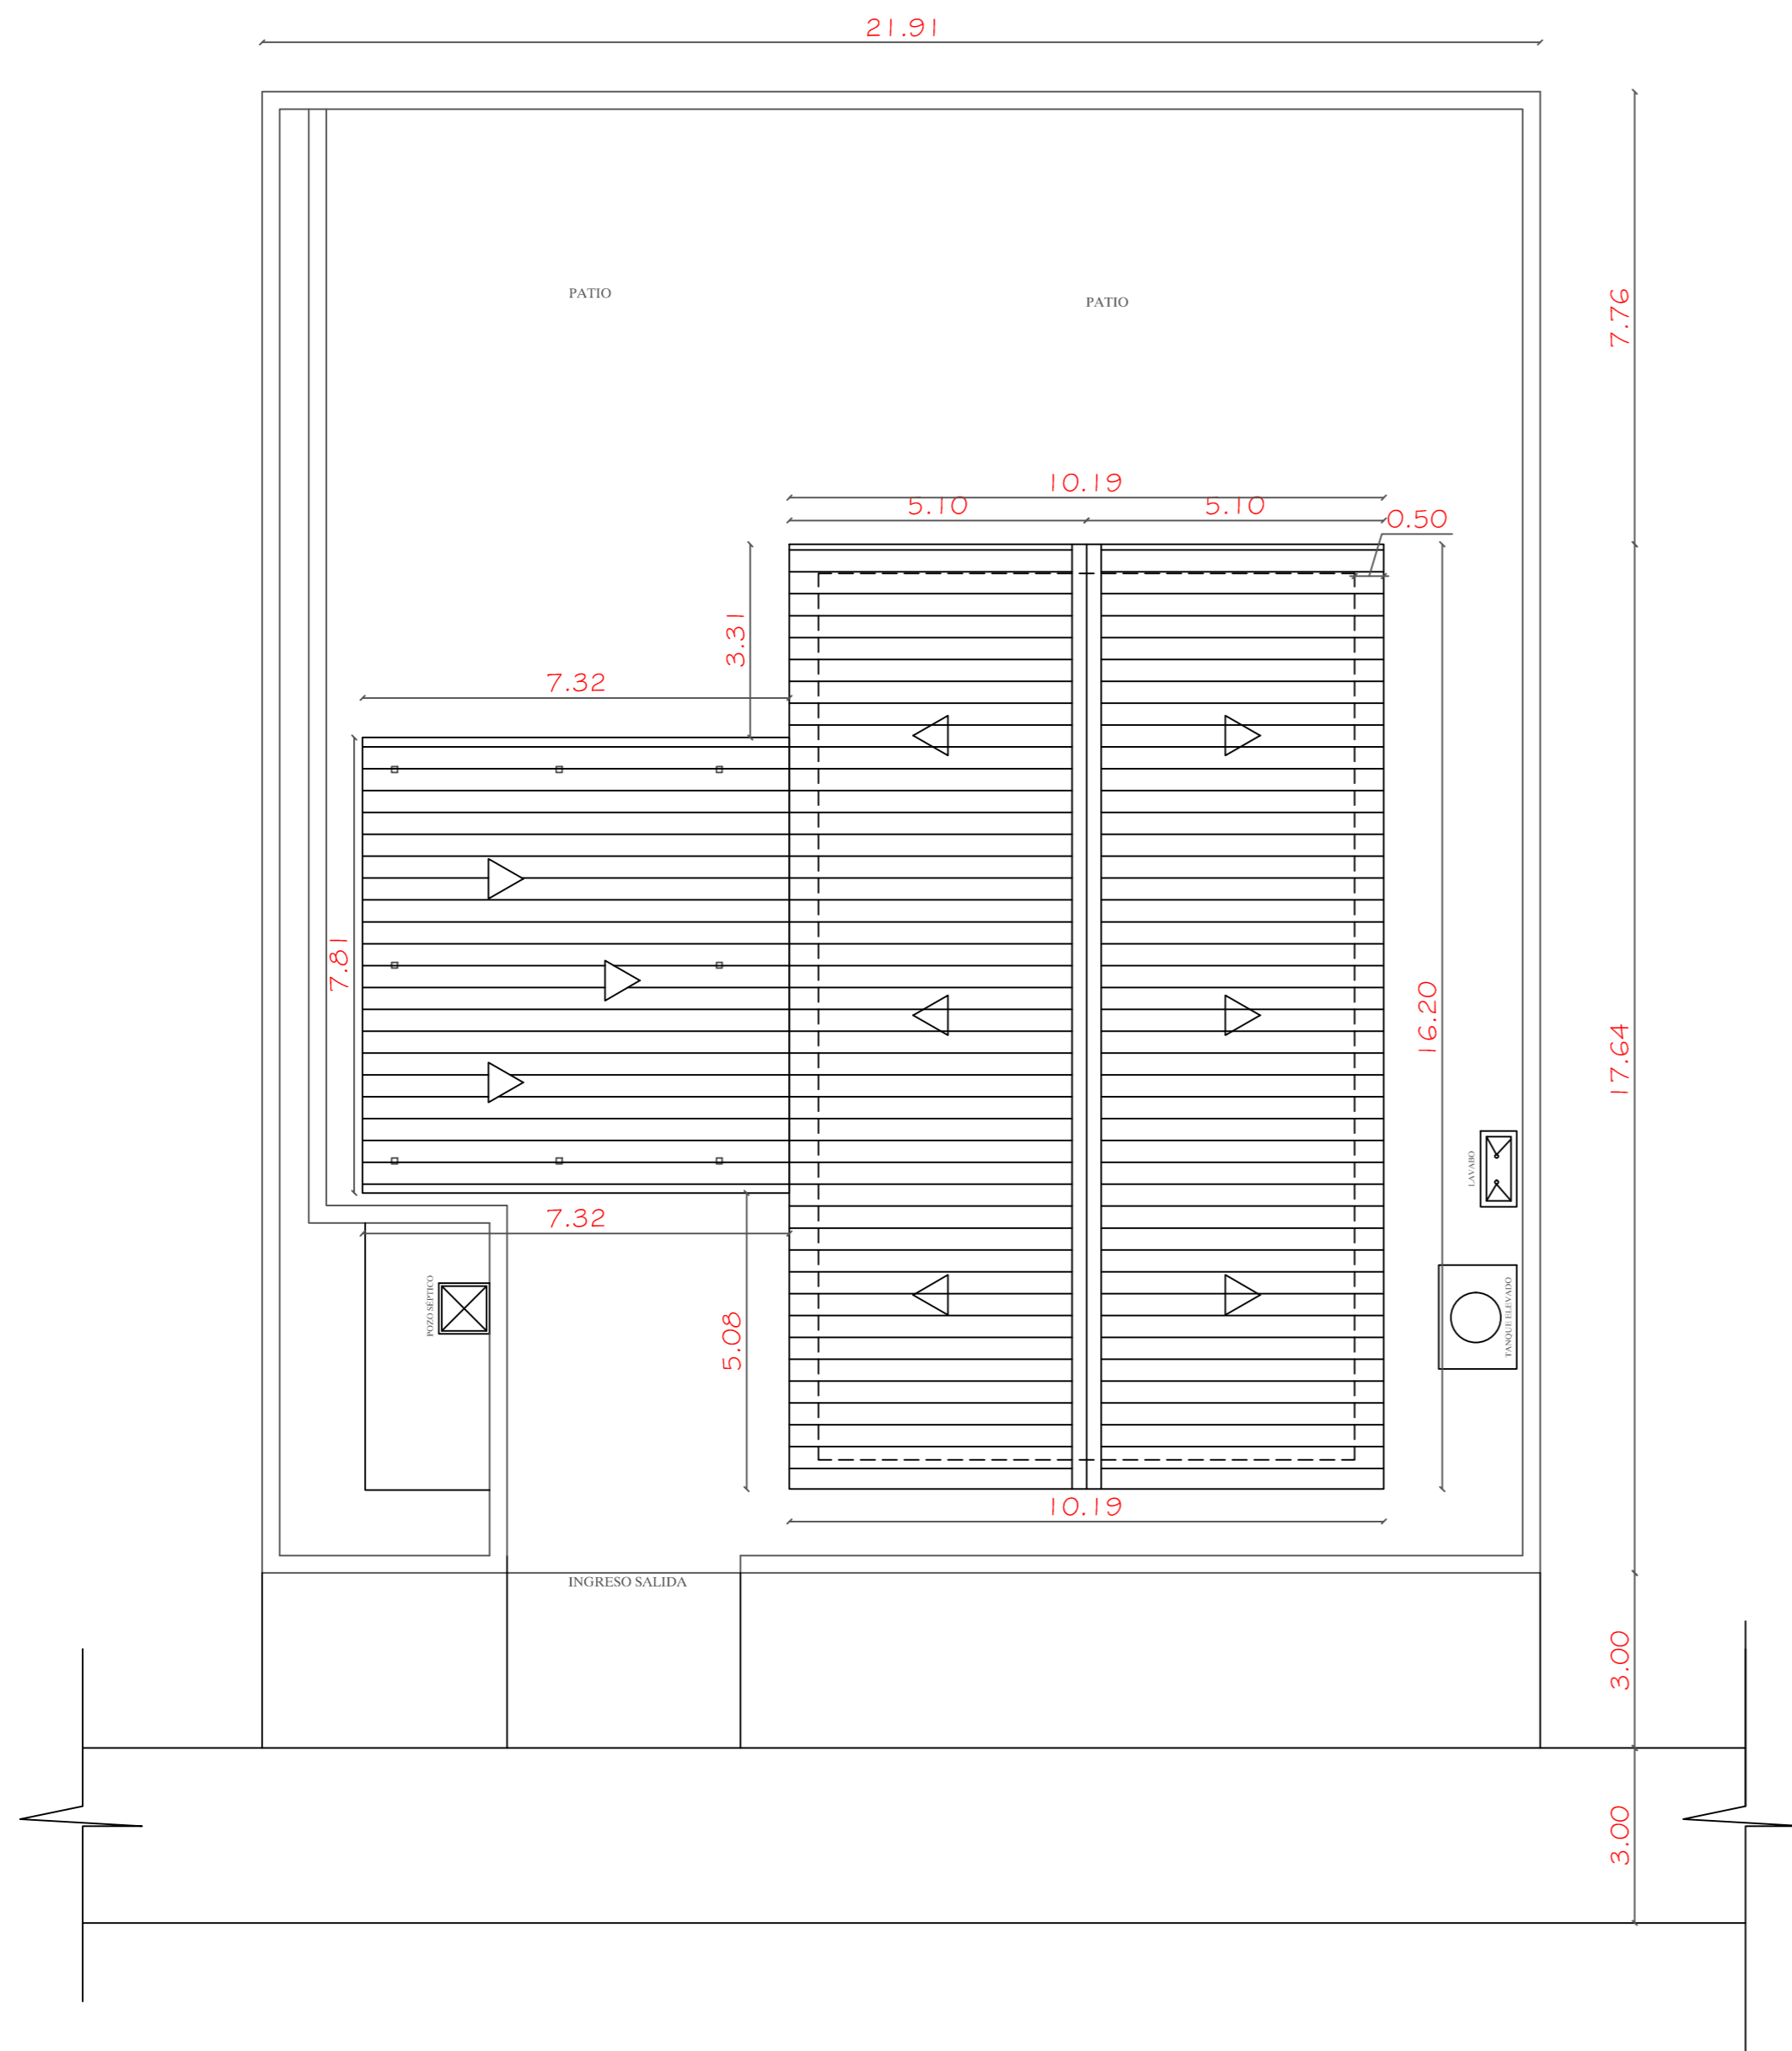 21.91
PATIO
PATIO
7.76
10.19
5.10
5.10
0.50
3.31
7.32
7.81
16.20
17.64
LAVABO
7.32
POZO SEPTICO
TANQUE ELEVADO
5.08
10.19
INGRESO SALIDA
3.00
3.00